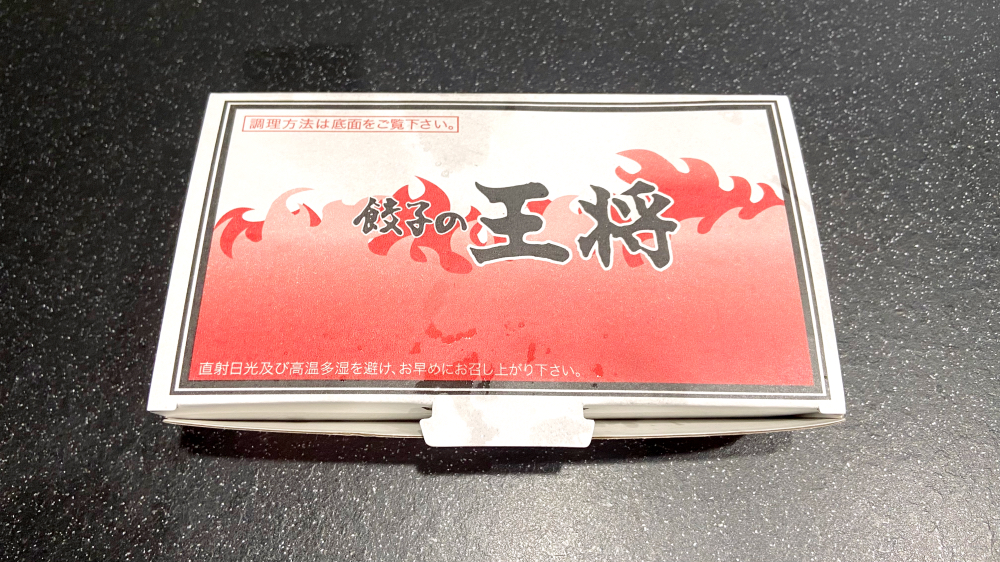 調理方法は底面をご覧下さい。
餃子の王将
直射日光及び高温多湿を避け、お早めにお召し上がり下さい。